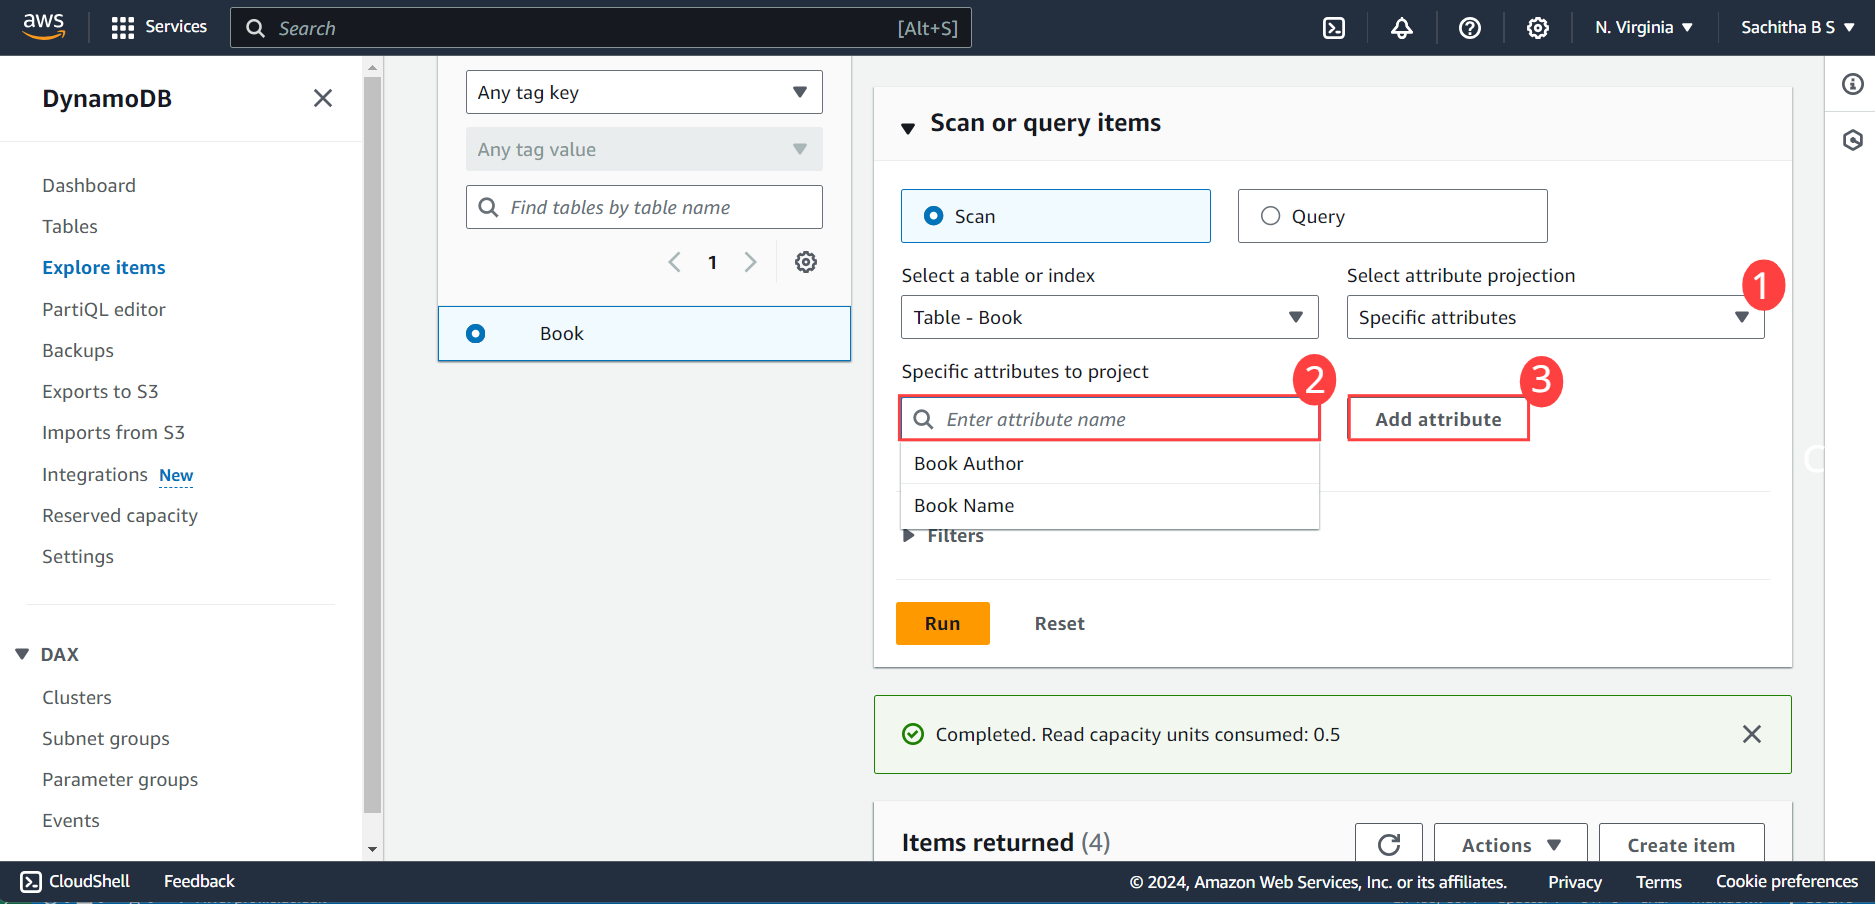 aws
Services
Search
[Alt+S]
N. Virginia
Sachitha B S
DynamoDB
Dashboard
Tables
Explore items
PartiQL editor
Backups
Exports to S3
Imports from S3
Integrations New
Reserved capacity
Settings
DAX
Clusters
Subnet groups
Parameter groups
Events
Any tag key
Any tag value
Find tables by table name
1
Book
Scan or query items
Scan
Query
Select a table or index
Table - Book
Select attribute projection
1
Specific attributes
Specific attributes to project
2
3
Enter attribute name
Add attribute
Book Author
Book Name
Filters
Run
Reset
Completed. Read capacity units consumed: 0.5
Items returned (4)
Actions
Create item
CloudShell
Feedback
© 2024, Amazon Web Services, Inc. or its affiliates.
Privacy
Terms
Cookie preferences